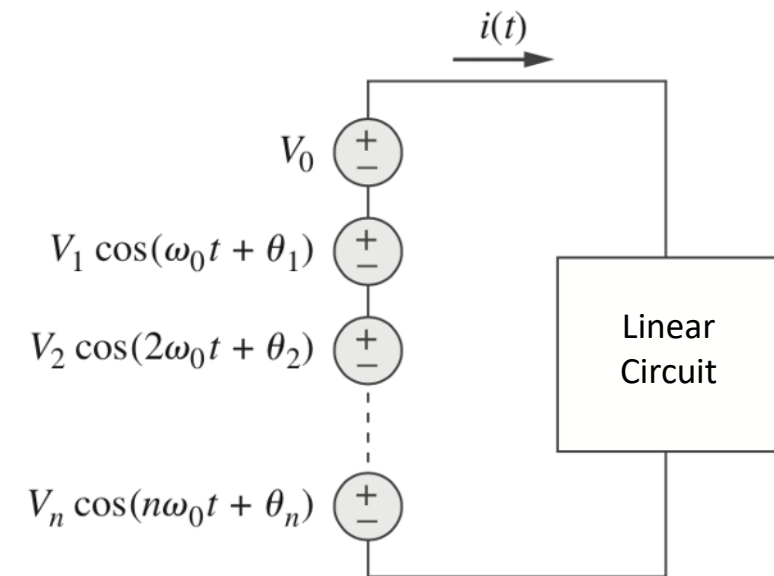 i(t)
V₀
+
−
V₁ cos(ω₀t + θ₁)
+
−
V₂ cos(2ω₀t + θ₂)
+
−
Linear
Circuit
Vₙ cos(nω₀t + θₙ)
+
−